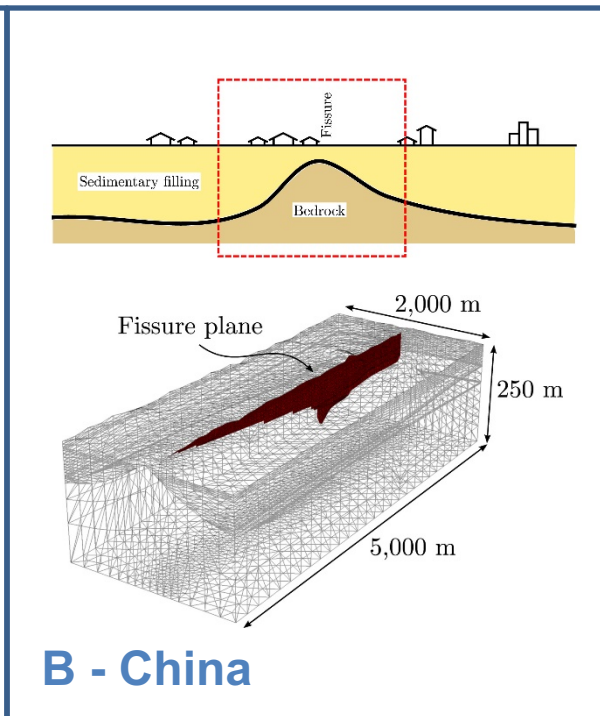 Fissure
Sedimentary filling
Bedrock
2,000 m
Fissure plane
250 m
5,000 m
B - China